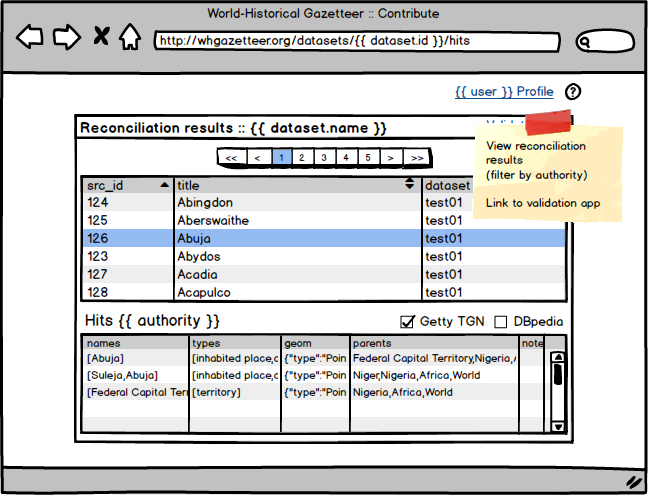 World-Historical Gazetteer :: Contribute
http://whgazetteer.org/datasets/{{ dataset.id }}/hits
{{ user }} Profile ?
Reconciliation results :: {{ dataset.name }}
View reconciliation
results
(filter by authority)
Link to validation app
<< < 1 2 3 4 5 > >>
src_id title dataset
124 Abingdon test01
125 Aberswaithe test01
126 Abuja test01
123 Abydos test01
127 Acadia test01
128 Acapulco test01
Hits {{ authority }} Getty TGN DBpedia
names types geom parents note
[Abuja] [inhabited place,c {"type":"Poin Federal Capital Territory,Nigeria,
[Suleja,Abuja] [inhabited place,c {"type":"Poin Niger,Nigeria,Africa,World
[Federal Capital Terr [territory] {"type":"Poin Nigeria,Africa,World